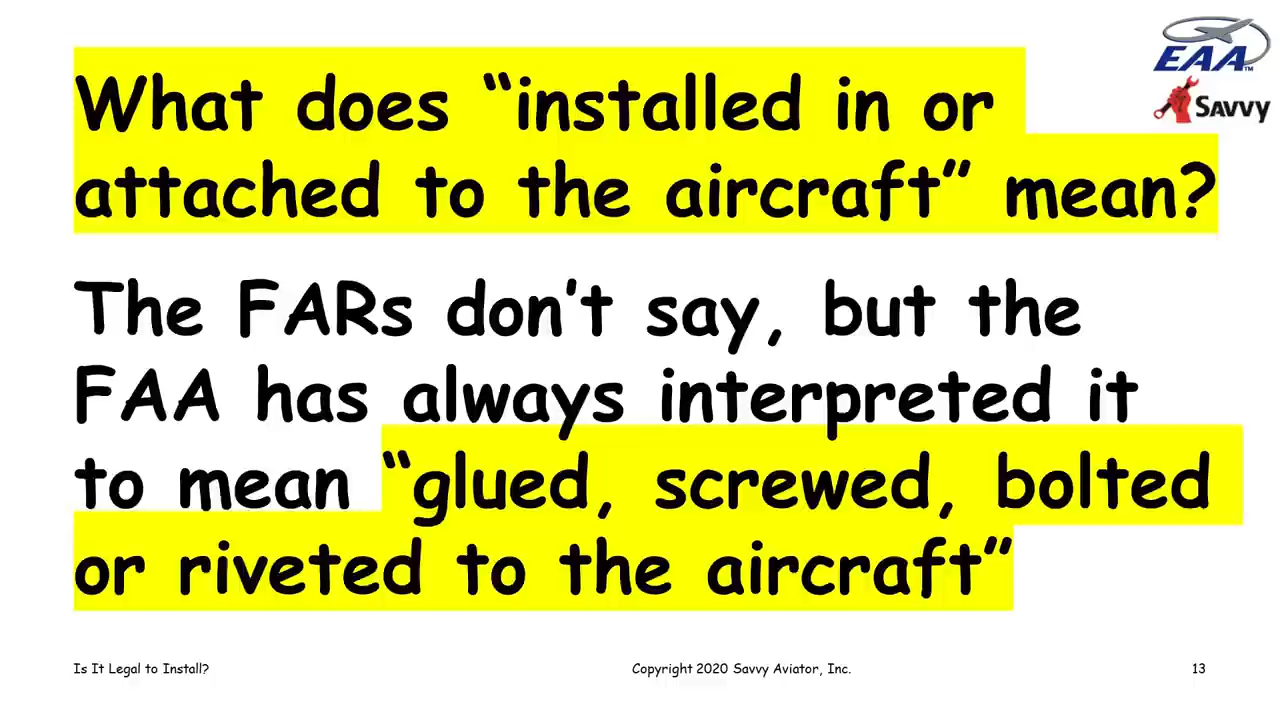 EAA™
Savvy
What does “installed in or
attached to the aircraft” mean?
The FARs don’t say, but the
FAA has always interpreted it
to mean “glued, screwed, bolted
or riveted to the aircraft”
Is It Legal to Install?
Copyright 2020 Savvy Aviator, Inc.
13